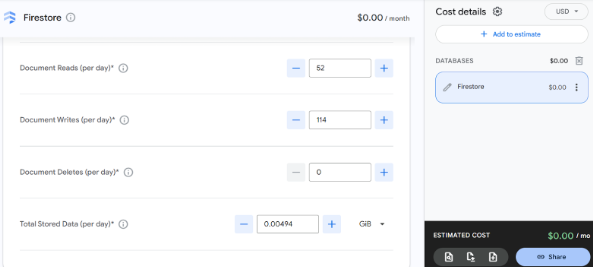 Firestore
$0.00 / month
Document Reads (per day)*
52
Document Writes (per day)*
114
Document Deletes (per day)*
0
Total Stored Data (per day)*
0.00494
GiB
Cost details
USD
+ Add to estimate
DATABASES
$0.00
Firestore
$0.00
ESTIMATED COST
$0.00 / mo
Share